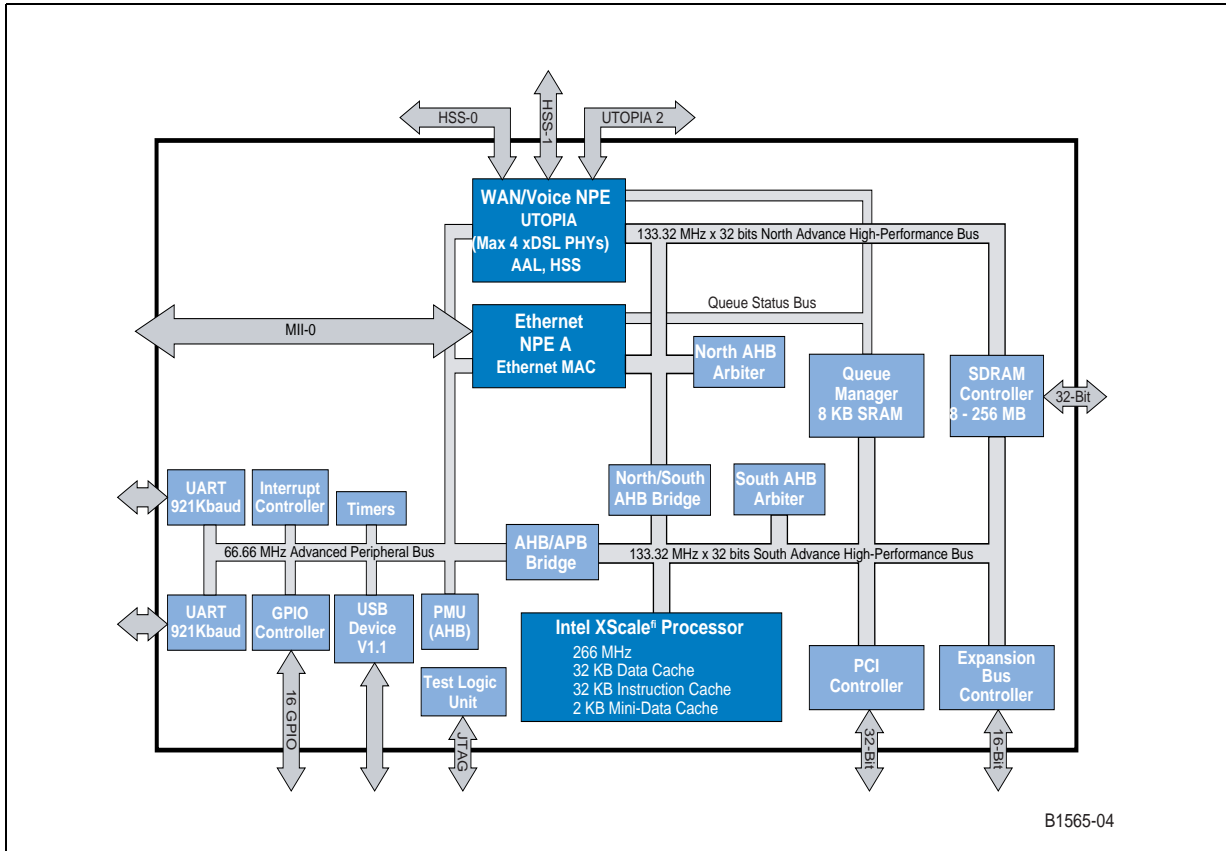 HSS-0
HSS-1
UTOPIA 2
WAN/Voice NPE
UTOPIA
(Max 4 xDSL PHYs)
AAL, HSS
133.32 MHz x 32 bits North Advance High-Performance Bus
Queue Status Bus
MII-0
Ethernet
NPE A
Ethernet MAC
North AHB
Arbiter
Queue
Manager
8 KB SRAM
SDRAM
Controller
8 - 256 MB
32-Bit
UART
921Kbaud
Interrupt
Controller
Timers
North/South
AHB Bridge
South AHB
Arbiter
66.66 MHz Advanced Peripheral Bus
AHB/APB
Bridge
133.32 MHz x 32 bits South Advance High-Performance Bus
UART
921Kbaud
GPIO
Controller
USB
Device
V1.1
PMU
(AHB)
Intel XScaleﬁ Processor
266 MHz
32 KB Data Cache
32 KB Instruction Cache
2 KB Mini-Data Cache
PCI
Controller
Expansion
Bus
Controller
Test Logic
Unit
16 GPIO
JTAG
32-Bit
16-Bit
B1565-04